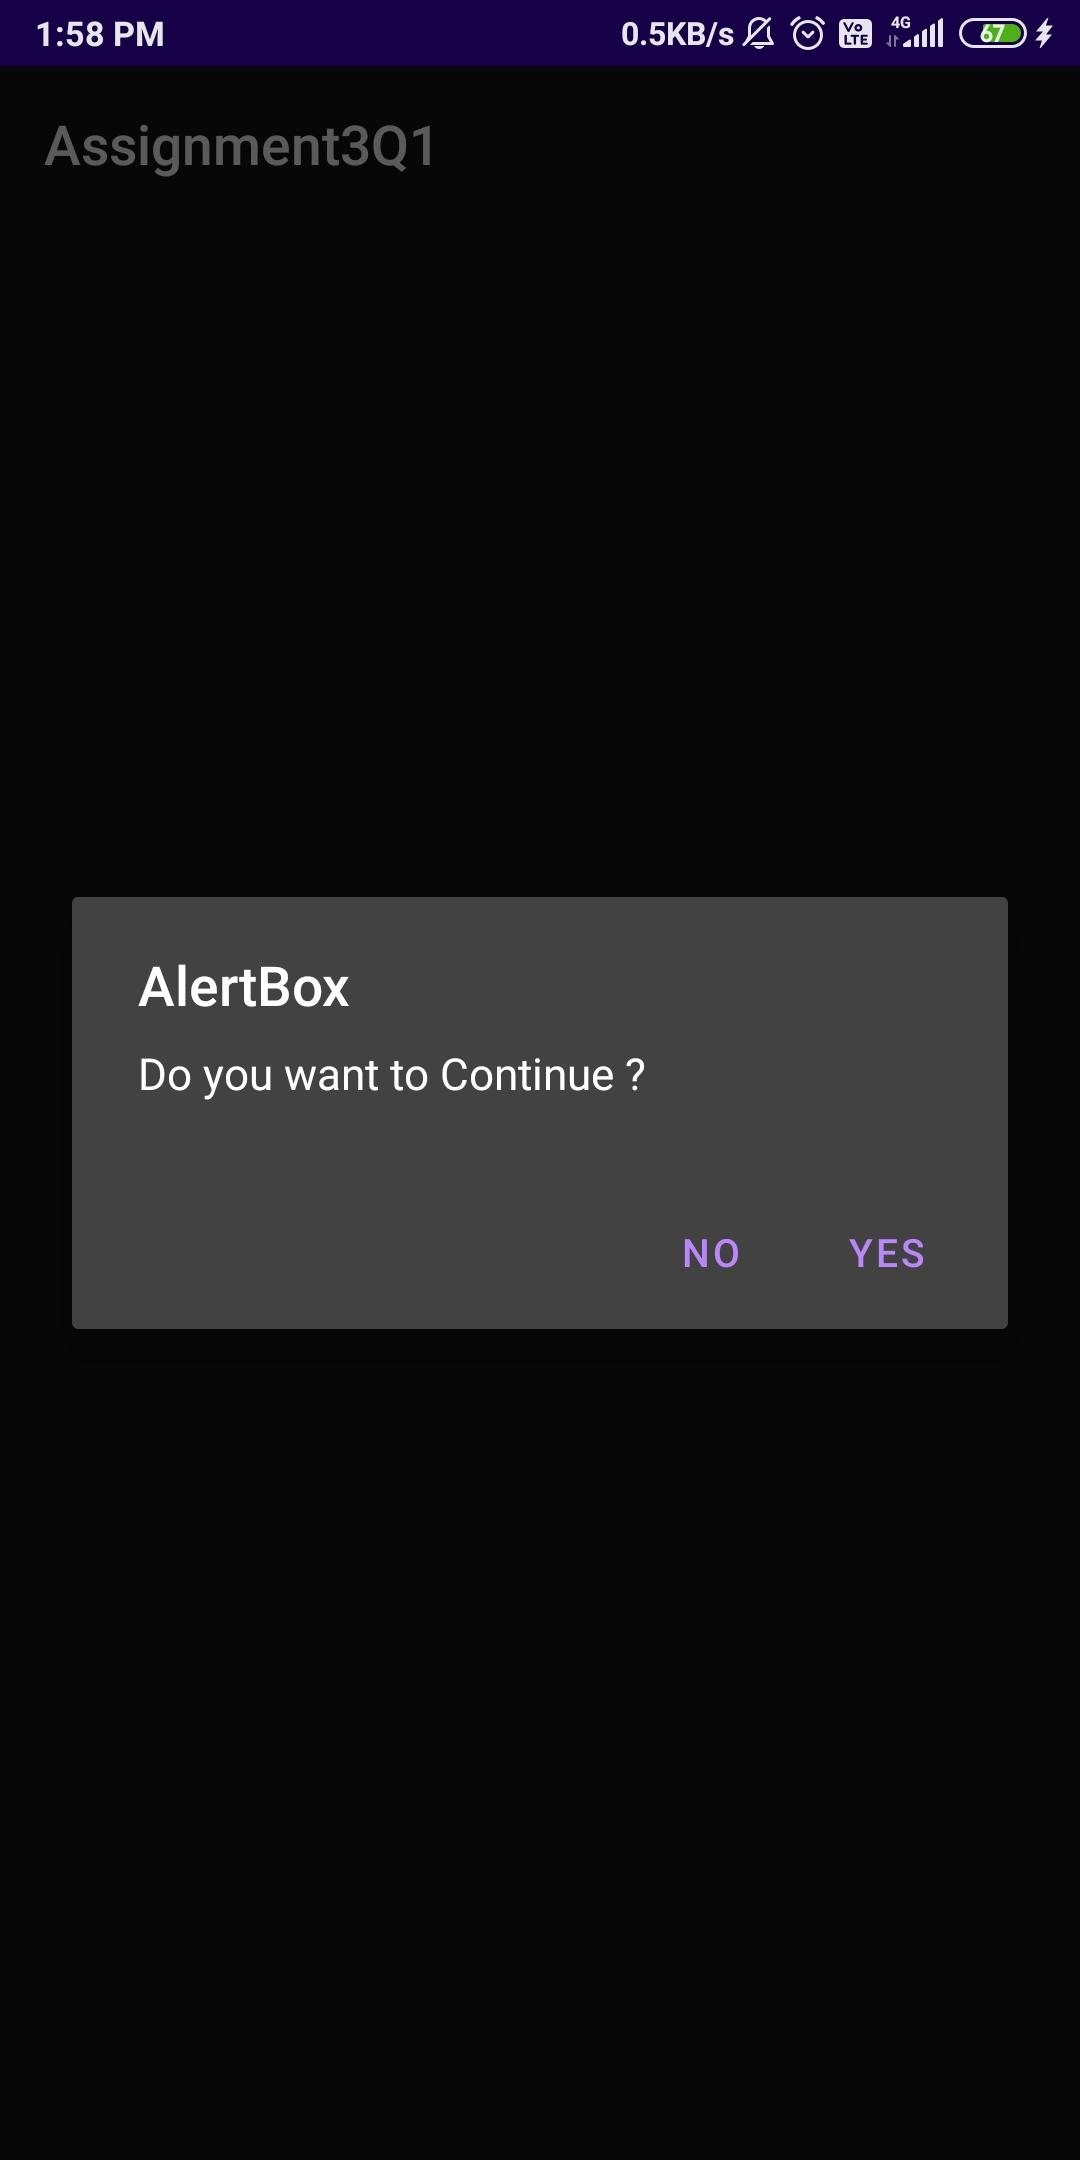 1:58 PM 0.5KB/s Vo LTE 4G 67
Assignment3Q1
AlertBox
Do you want to Continue ?
NO YES